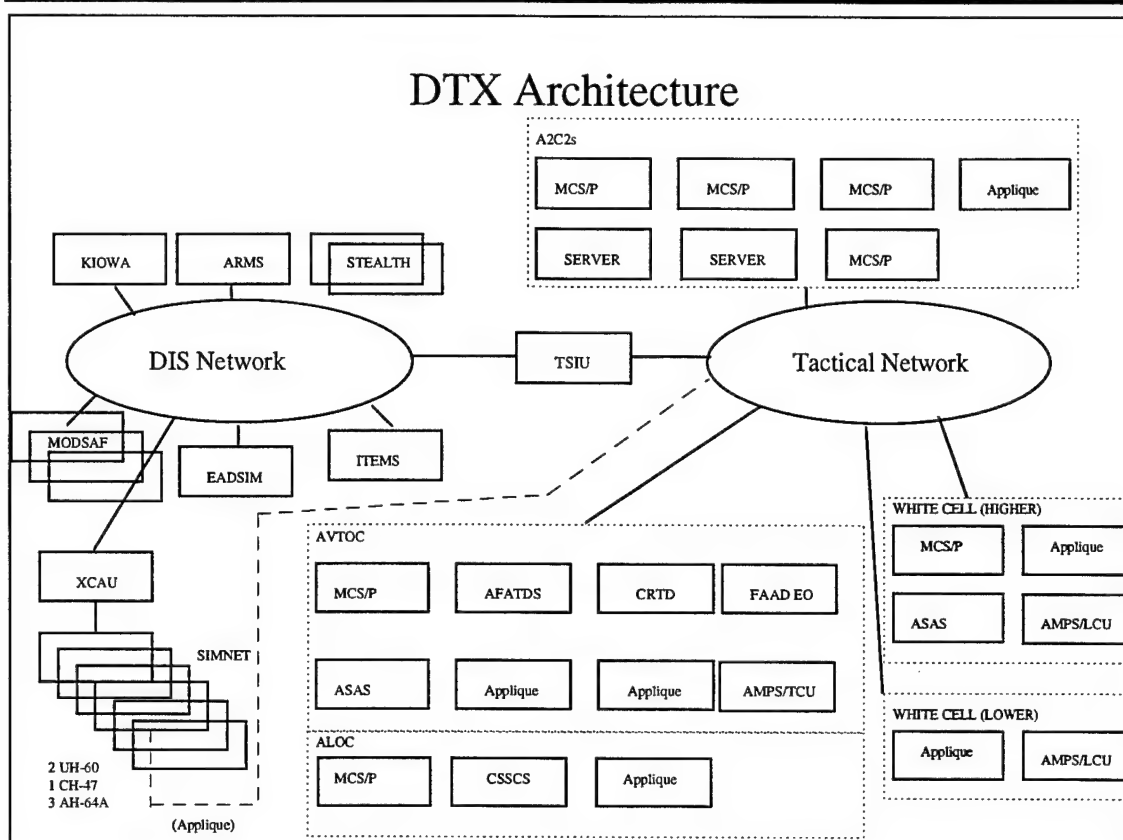 DTX Architecture
A2C2s
MCS/P MCS/P MCS/P Applique
SERVER SERVER MCS/P
KIOWA ARMS STEALTH
DIS Network
TSIU
Tactical Network
MODSAF
EADSIM
ITEMS
XCAU
SIMNET
2 UH-60
1 CH-47
3 AH-64A
(Applique)
AVTOC
MCS/P AFATDS CRTD FAAD EO
ASAS Applique Applique AMPS/TCU
ALOC
MCS/P CSSCS Applique
WHITE CELL (HIGHER)
MCS/P Applique
ASAS AMPS/LCU
WHITE CELL (LOWER)
Applique AMPS/LCU